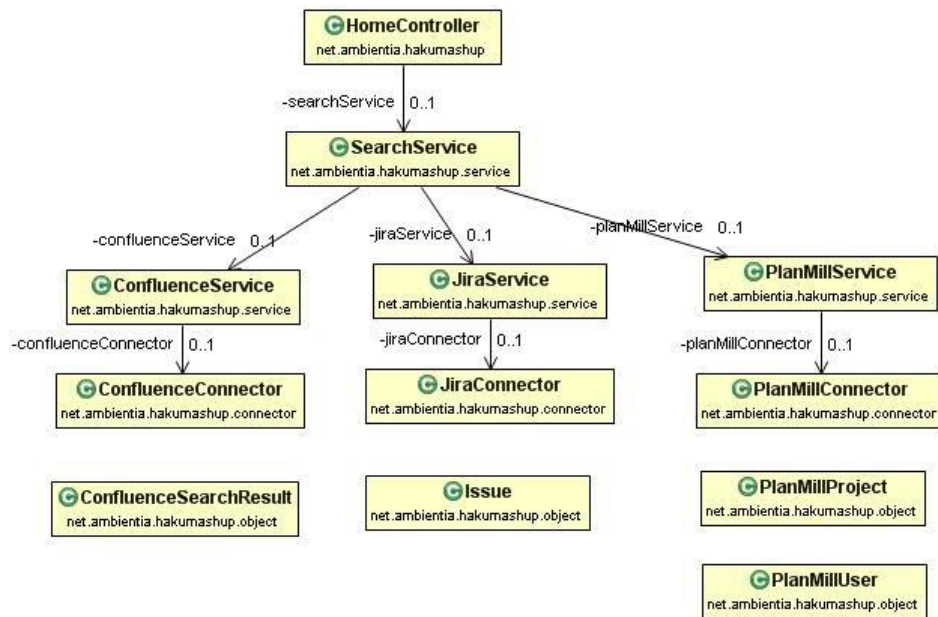 HomeController
net.ambientia.hakumashup
-searchService 0..1
SearchService
net.ambientia.hakumashup.service
-confluenceService 0..1
-jiraService 0..1
-planMillService 0..1
ConfluenceService
net.ambientia.hakumashup.service
JiraService
net.ambientia.hakumashup.service
PlanMillService
net.ambientia.hakumashup.service
-confluenceConnector 0..1
-jiraConnector 0..1
-planMillConnector 0..1
ConfluenceConnector
net.ambientia.hakumashup.connector
JiraConnector
net.ambientia.hakumashup.connector
PlanMillConnector
net.ambientia.hakumashup.connector
ConfluenceSearchResult
net.ambientia.hakumashup.object
Issue
net.ambientia.hakumashup.object
PlanMillProject
net.ambientia.hakumashup.object
PlanMillUser
net.ambientia.hakumashup.object